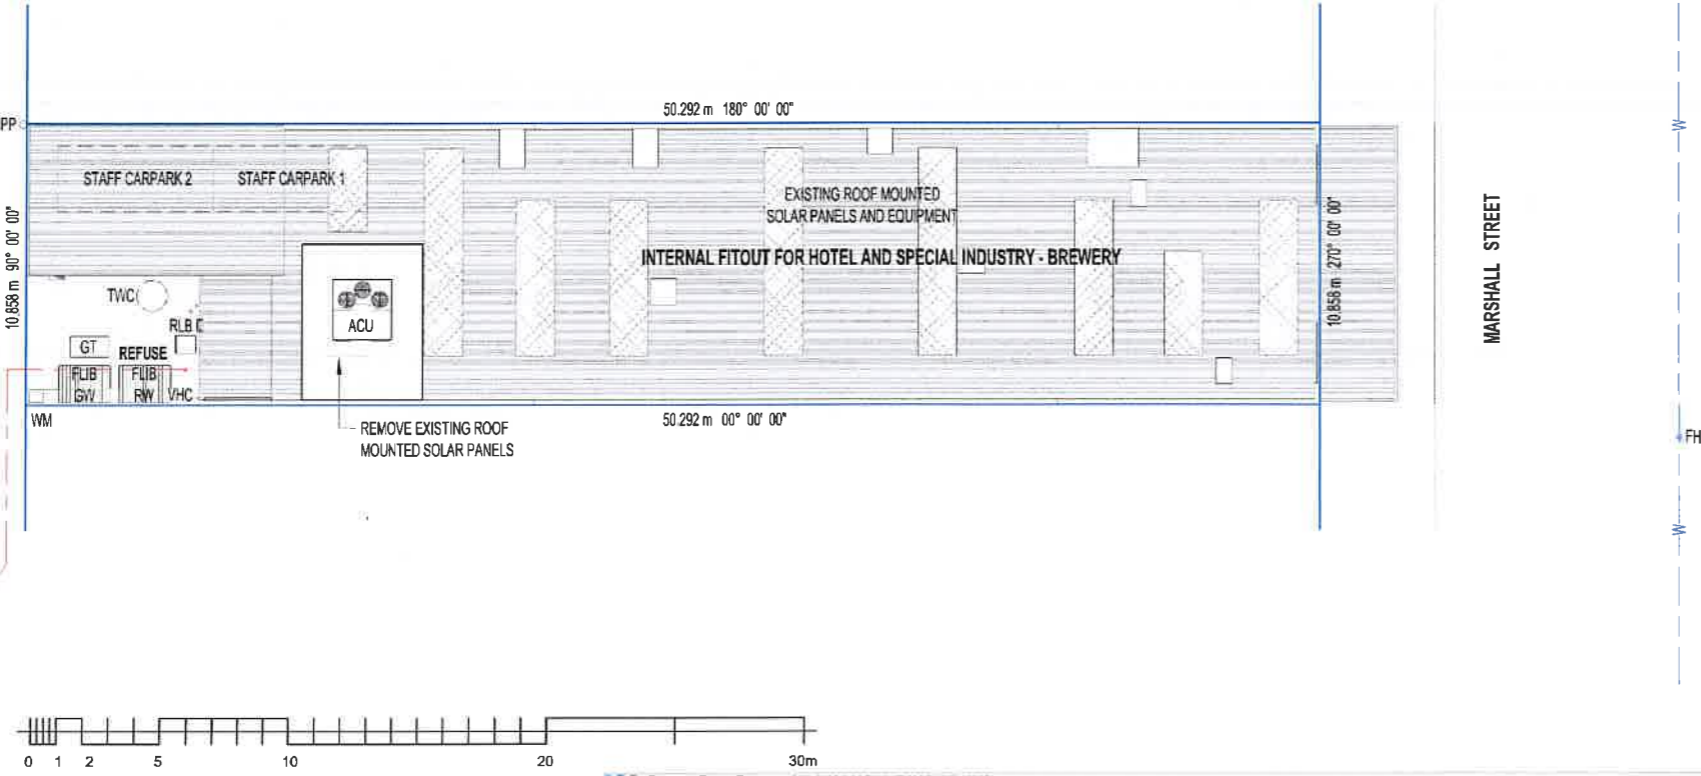 50.292 m 180° 00' 00"
PP
W
STAFF CARPARK 2
STAFF CARPARK 1
EXISTING ROOF MOUNTED
SOLAR PANELS AND EQUIPMENT
INTERNAL FITOUT FOR HOTEL AND SPECIAL INDUSTRY - BREWERY
10.858 m 90° 00' 00"
10.858 m 270° 00' 00"
MARSHALL STREET
TWC
RLB
ACU
GT
REFUSE
FLIB
FLIB
GW
RW
VHC
WM
50.292 m 00° 00' 00"
REMOVE EXISTING ROOF
MOUNTED SOLAR PANELS
FH
W
0 1 2 5 10 20 30m